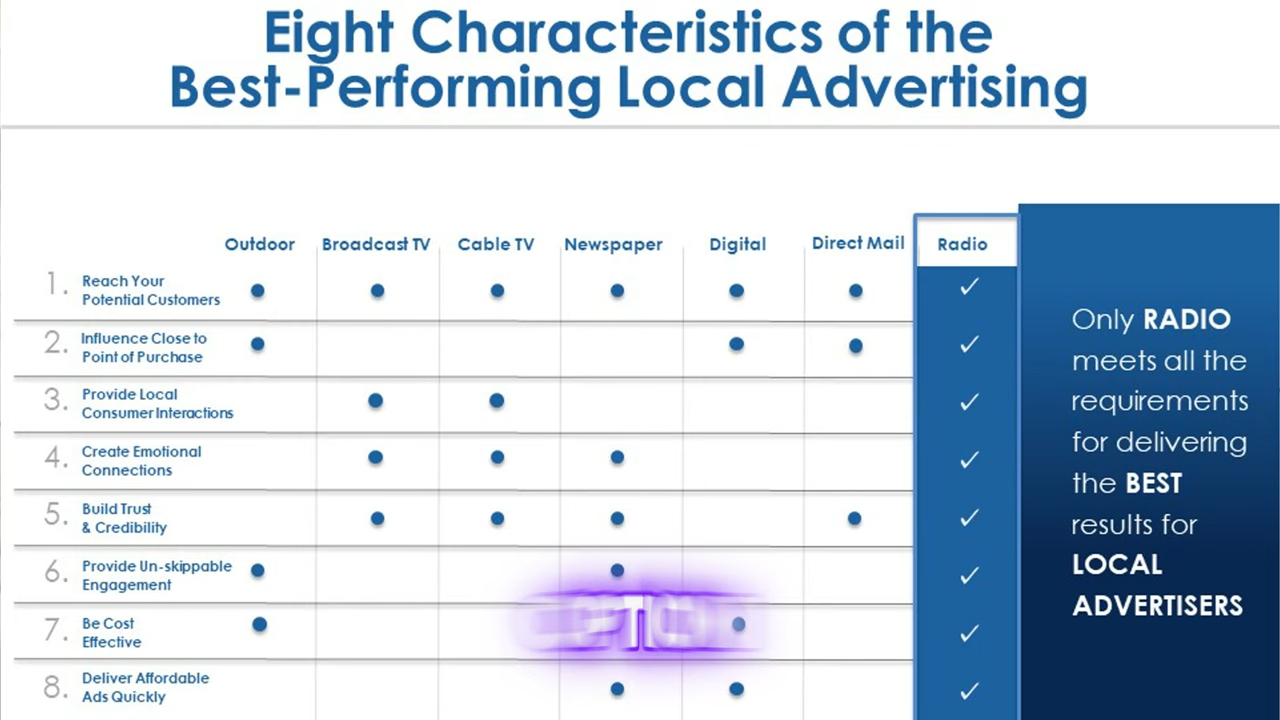 Eight Characteristics of the
Best-Performing Local Advertising
Outdoor Broadcast TV Cable TV Newspaper Digital Direct Mail Radio
1. Reach Your
Potential Customers
2. Influence Close to
Point of Purchase
3. Provide Local
Consumer Interactions
4. Create Emotional
Connections
5. Build Trust
& Credibility
6. Provide Un-skippable
Engagement
7. Be Cost
Effective
8. Deliver Affordable
Ads Quickly
Only RADIO
meets all the
requirements
for delivering
the BEST
results for
LOCAL
ADVERTISERS